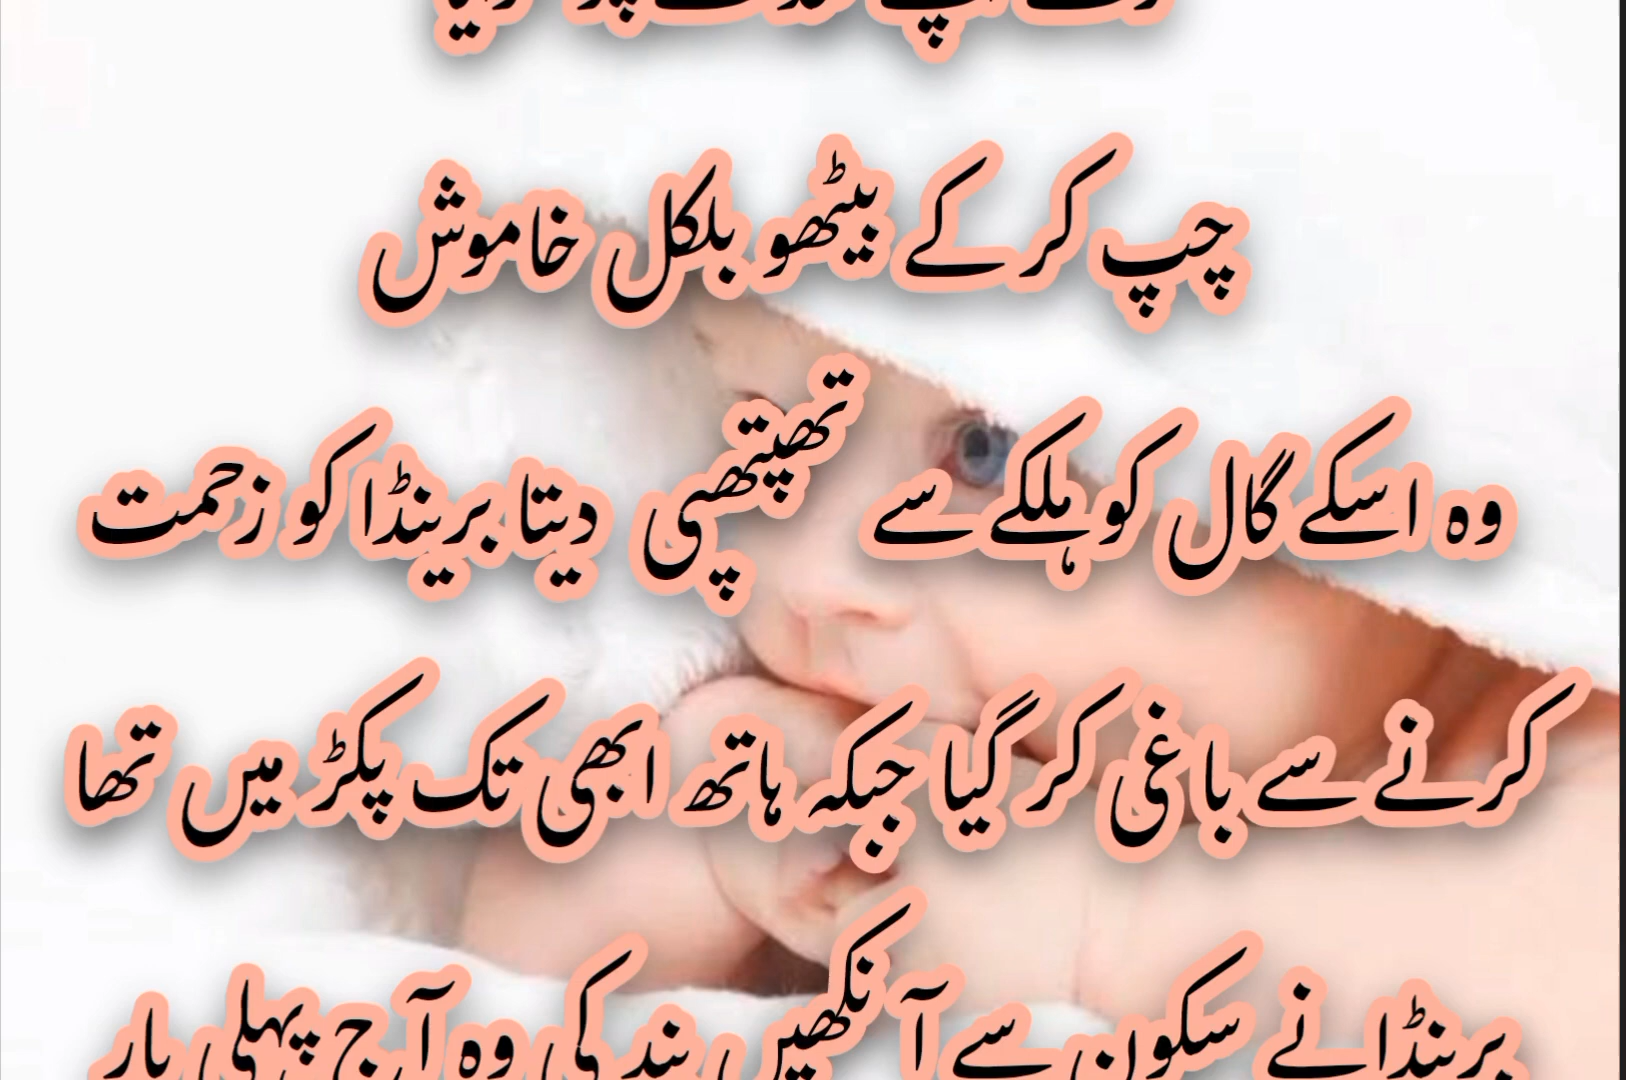 چپ کر کے بیٹھو بلکل خاموش
وہ اسکے گال کو ہلکے سے تھپتھپی دیتا برینڈا کو زحمت
کرنے سے باغی کر گیا جبکہ ہاتھ ابھی تک پکڑ میں تھا
برینڈا نے سکون سے آنکھیں بند کی وہ آج پہلی بار